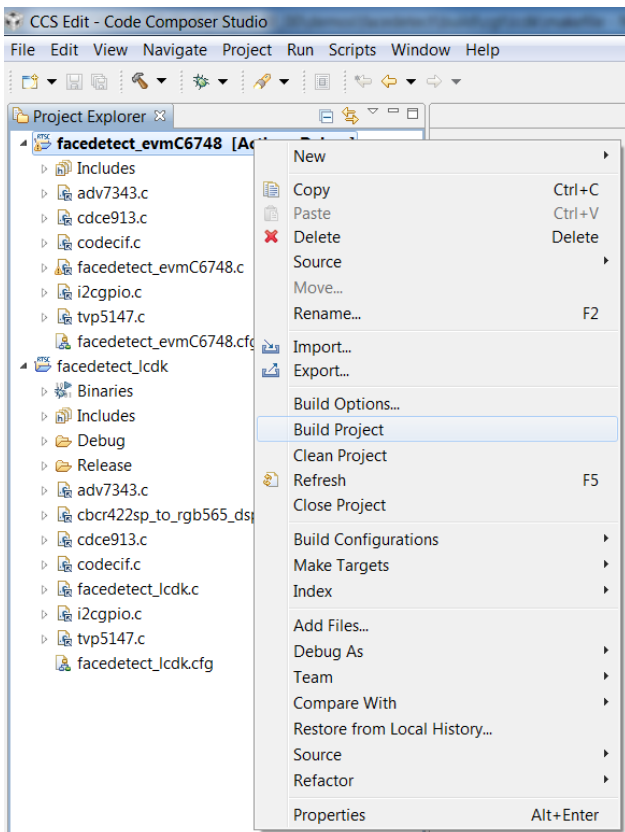 CCS Edit - Code Composer Studio
File Edit View Navigate Project Run Scripts Window Help
Project Explorer
facedetect_evmC6748
Includes
adv7343.c
cdce913.c
codecif.c
facedetect_evmC6748.c
i2cgpio.c
tvp5147.c
facedetect_evmC6748.cfg
facedetect_lcdk
Binaries
Includes
Debug
Release
adv7343.c
cbcr422sp_to_rgb565_dsp
cdce913.c
codecif.c
facedetect_lcdk.c
i2cgpio.c
tvp5147.c
facedetect_lcdk.cfg
New
Copy Ctrl+C
Paste Ctrl+V
Delete Delete
Source
Move...
Rename... F2
Import...
Export...
Build Options...
Build Project
Clean Project
Refresh F5
Close Project
Build Configurations
Make Targets
Index
Add Files...
Debug As
Team
Compare With
Restore from Local History...
Source
Refactor
Properties Alt+Enter